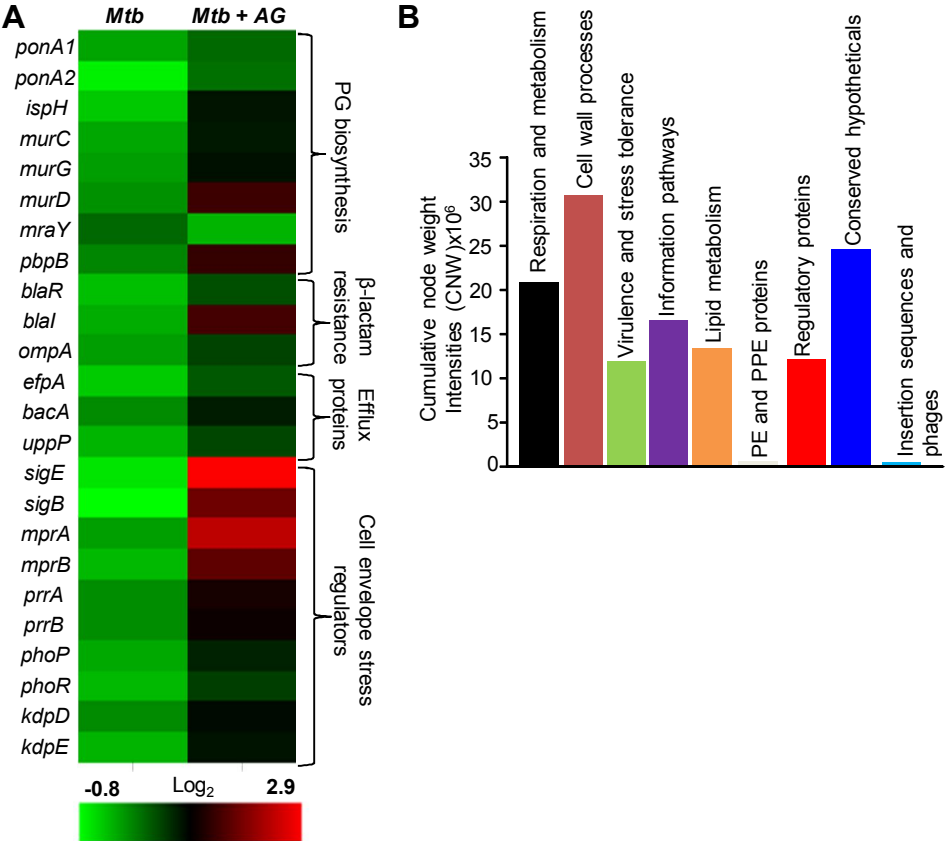 A
Mtb Mtb + AG
ponA1
ponA2
ispH
murC
murG
murD
mraY
pbpB
blaR
blaI
ompA
efpA
bacA
uppP
sigE
sigB
mprA
mprB
prrA
prrB
phoP
phoR
kdpD
kdpE
PG biosynthesis
β-lactam
resistance
Efflux
proteins
Cell envelope stress
regulators
-0.8 Log2 2.9
B
Cumulative node weight
Intensities (CNW)x10⁶
35
30
25
20
15
10
5
0
Respiration and metabolism
Cell wall processes
Virulence and stress tolerance
Information pathways
Lipid metabolism
PE and PPE proteins
Regulatory proteins
Conserved hypotheticals
Insertion sequences and
phages